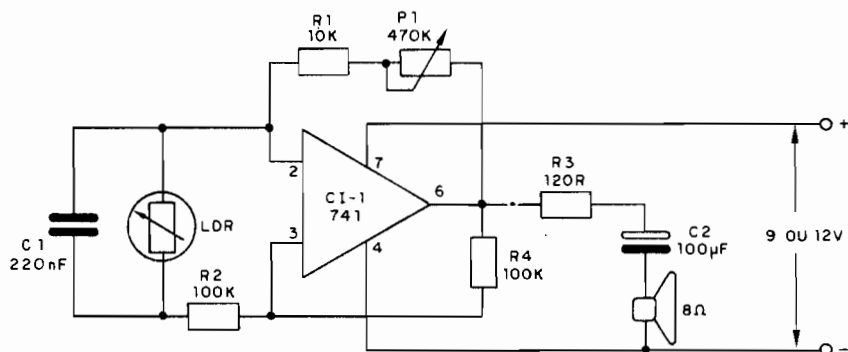 R1
10K
P1
470K
+
2
7
R3
120R
CI-1
741
6
LDR
C1
220nF
3
4
R4
100K
C2
100µF
9 OU 12V
R2
100K
8Ω
-